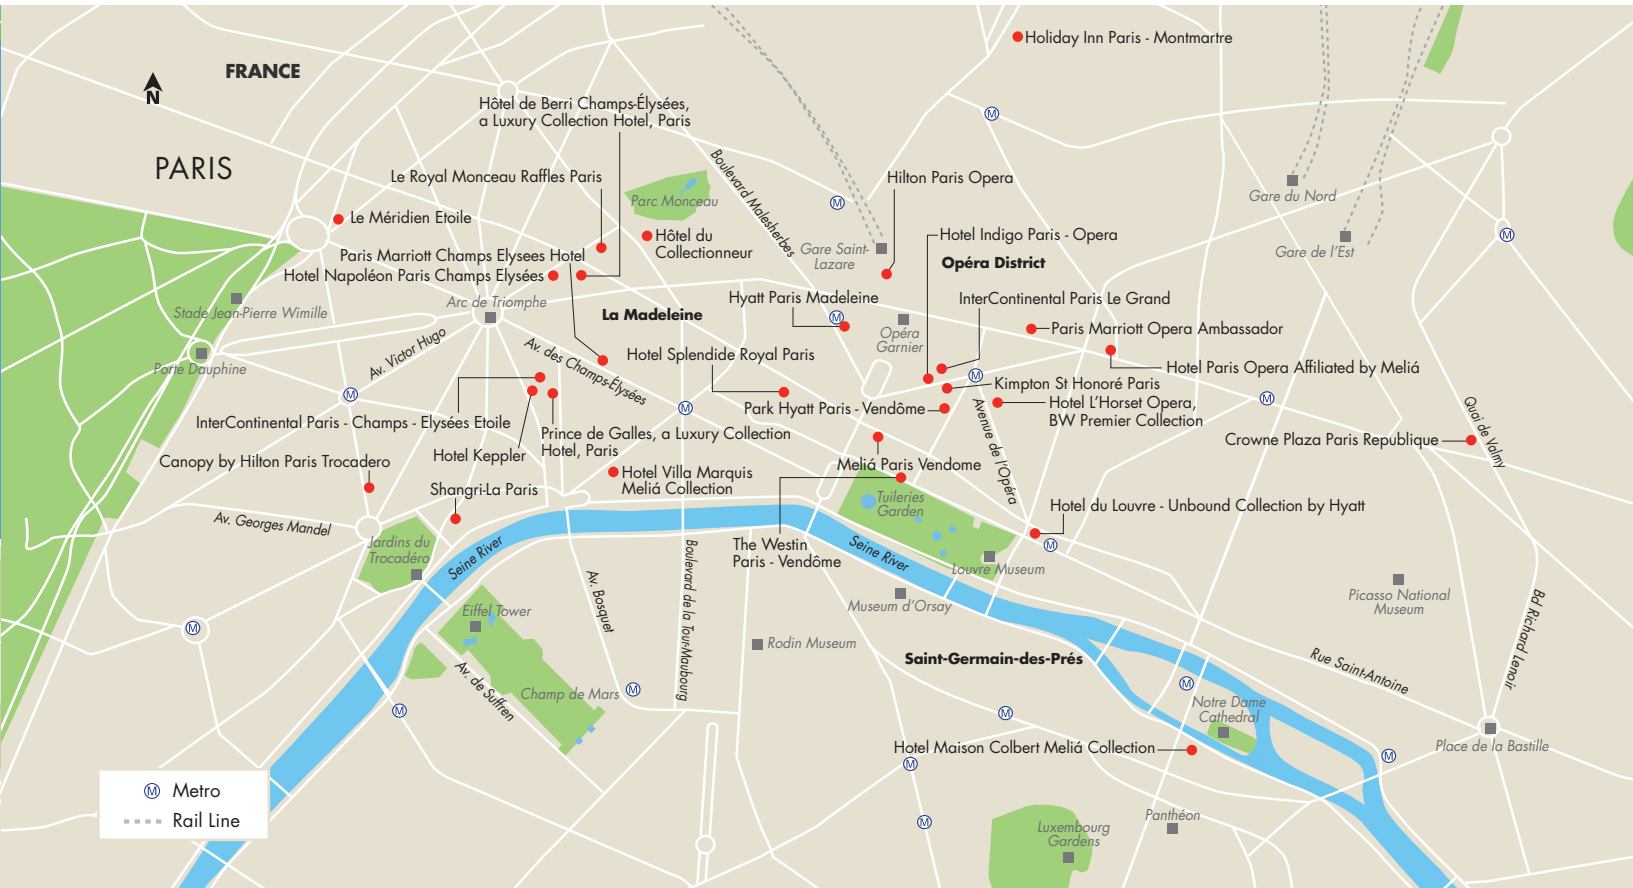 Holiday Inn Paris - Montmartre
FRANCE
N
PARIS
Hôtel de Berri Champs-Élysées,
a Luxury Collection Hotel, Paris
M
Le Royal Monceau Raffles Paris
Boulevard Malesherbes
Hilton Paris Opera
Gare du Nord
Parc Monceau
M
Le Méridien Etoile
Hôtel du
Collectionneur
Gare Saint-
Lazare
Hotel Indigo Paris - Opera
Gare de l'Est
M
Paris Marriott Champs Elysees Hotel
Hotel Napoléon Paris Champs Elysées
Opéra District
Stade Jean-Pierre Wimille
Arc de Triomphe
La Madeleine
Hyatt Paris Madeleine
M
InterContinental Paris Le Grand
Opéra
Garnier
Paris Marriott Opera Ambassador
Av. Victor Hugo
Av. des Champs-Élysées
Hotel Splendide Royal Paris
Porte Dauphine
Hotel Paris Opera Affiliated by Meliá
M
Kimpton St Honoré Paris
M
M
Park Hyatt Paris - Vendôme
Hotel L'Horset Opera,
BW Premier Collection
M
InterContinental Paris - Champs - Elysées Etoile
Prince de Galles, a Luxury Collection
Hotel, Paris
Avenue de l'Opéra
Crowne Plaza Paris Republique
Quai de Valmy
Hotel Keppler
Canopy by Hilton Paris Trocadero
Hotel Villa Marquis
Meliá Collection
Meliá Paris Vendome
Shangri-La Paris
Tuileries
Garden
Hotel du Louvre - Unbound Collection by Hyatt
Av. Georges Mandel
Jardins du
Trocadéro
Seine River
The Westin
Paris - Vendôme
Seine River
M
Louvre Museum
Av. Bosquet
Boulevard de la Tour-Maubourg
Museum d'Orsay
Picasso National
Museum
Eiffel Tower
Bd Richard Lenoir
M
Rodin Museum
Saint-Germain-des-Prés
Rue Saint-Antoine
Av. de Suffren
Champ de Mars
M
M
M
M
Notre Dame
Cathedral
Hotel Maison Colbert Meliá Collection
Place de la Bastille
M
M
M Metro
Rail Line
M
Panthéon
Luxembourg
Gardens